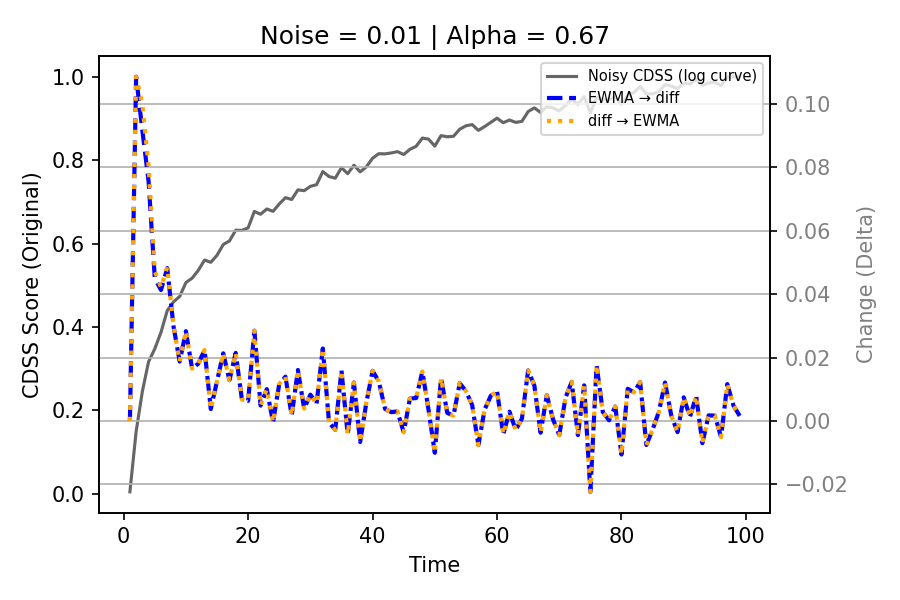 Noise = 0.01 | Alpha = 0.67
Noisy CDSS (log curve)
EWMA → diff
diff → EWMA
CDSS Score (Original)
1.0
0.8
0.6
0.4
0.2
0.0
0.10
0.08
0.06
0.04
0.02
0.00
−0.02
Change (Delta)
0
20
40
60
80
100
Time